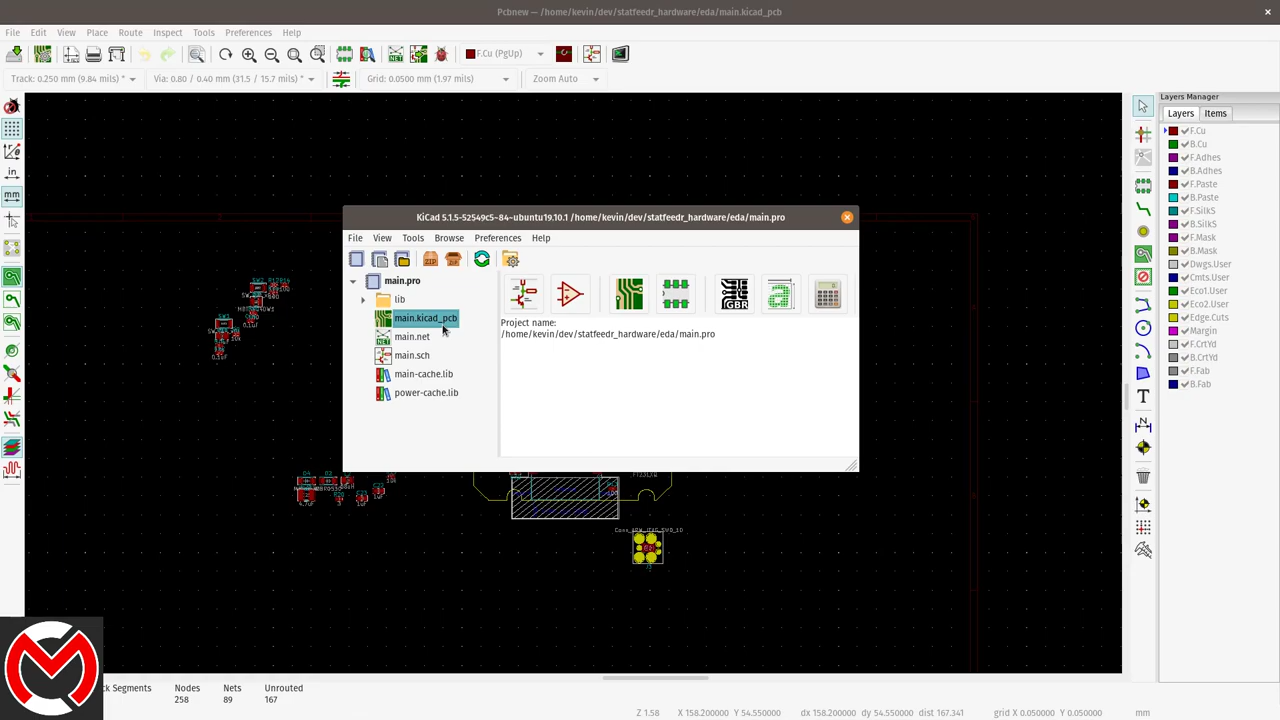 Pcbnew — /home/kevin/dev/statfeedr_hardware/eda/main.kicad_pcb
File Edit View Place Route Inspect Tools Preferences Help
F.Cu (PgUp)
Track: 0.250 mm (9.84 mils) * Via: 0.80 / 0.40 mm (31.5 / 15.7 mils) * Grid: 0.0500 mm (1.97 mils) Zoom Auto
Layers Manager
Layers Items
F.Cu
B.Cu
F.Adhes
B.Adhes
F.Paste
B.Paste
F.SilkS
B.SilkS
F.Mask
B.Mask
Dwgs.User
Cmts.User
Eco1.User
Eco2.User
Edge.Cuts
Margin
F.CrtYd
B.CrtYd
F.Fab
B.Fab
in
mm
KiCad 5.1.5-52549c5-84-ubuntu19.10.1 /home/kevin/dev/statfeedr_hardware/eda/main.pro
File View Tools Browse Preferences Help
main.pro
lib
main.kicad_pcb
main.net
main.sch
main-cache.lib
power-cache.lib
GBR
Project name:
/home/kevin/dev/statfeedr_hardware/eda/main.pro
Conn_ARM_JTAG_SWD_10
ck Segments Nodes Nets Unrouted
258 89 167
Z 1.58 X 158.200000 Y 54.550000 dx 158.200000 dy 54.550000 dist 167.341 grid X 0.050000 Y 0.050000 mm